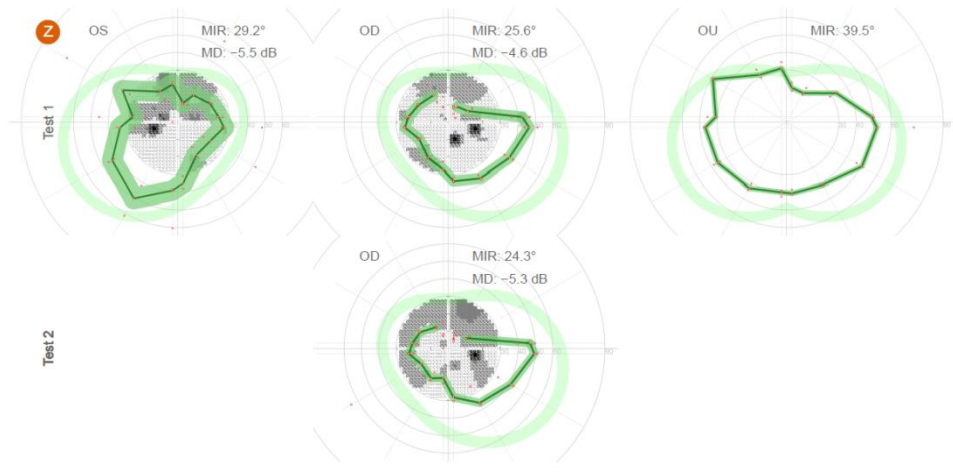 Z
OS
MIR: 29.2°
MD: −5.5 dB
OD
MIR: 25.6°
MD: −4.6 dB
OU
MIR: 39.5°
Test 1
OD
MIR: 24.3°
MD: −5.3 dB
Test 2